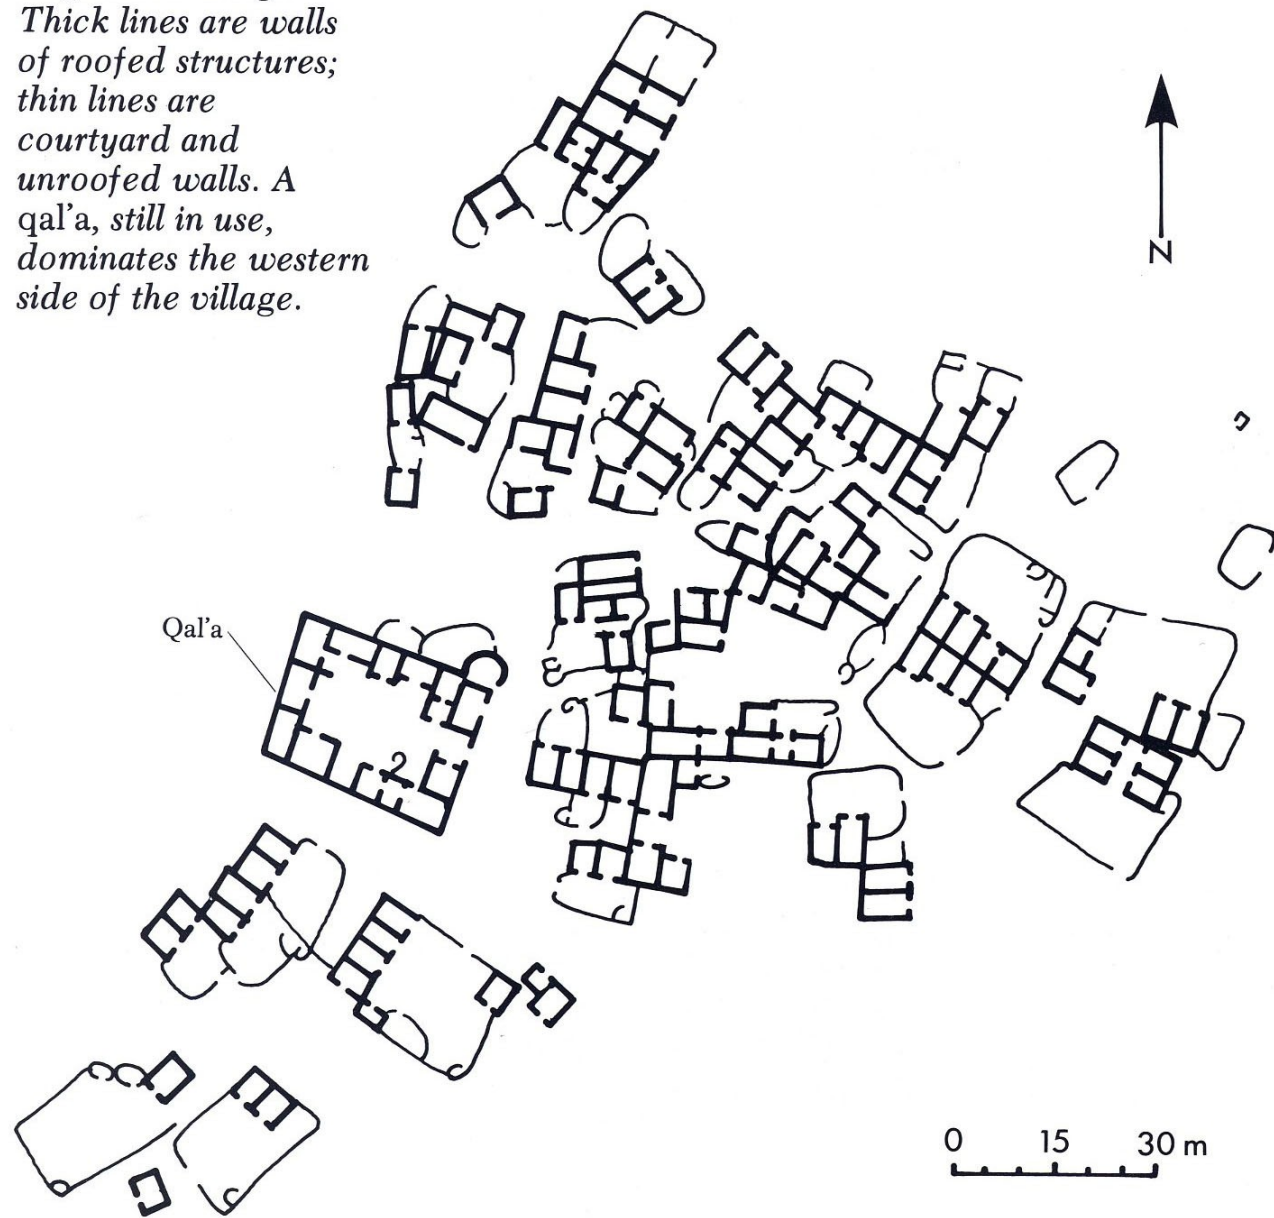 Thick lines are walls
of roofed structures;
thin lines are
courtyard and
unroofed walls. A
qal'a, still in use,
dominates the western
side of the village.
N
Qal'a
0 15 30 m